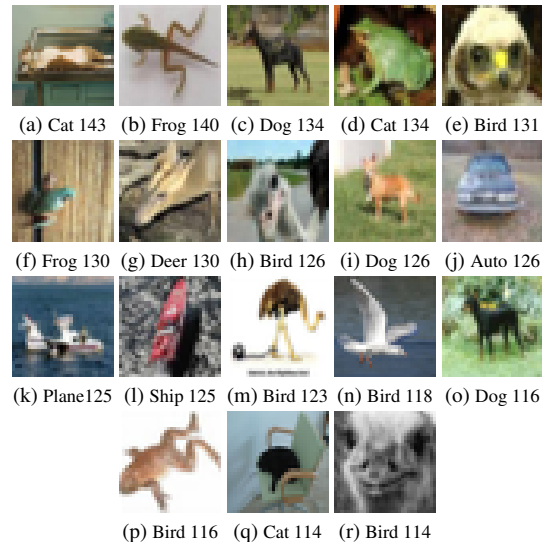 (a) Cat 143 (b) Frog 140 (c) Dog 134 (d) Cat 134 (e) Bird 131
(f) Frog 130 (g) Deer 130 (h) Bird 126 (i) Dog 126 (j) Auto 126
(k) Plane125 (l) Ship 125 (m) Bird 123 (n) Bird 118 (o) Dog 116
(p) Bird 116 (q) Cat 114 (r) Bird 114